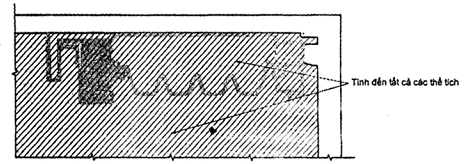 Tính đến tất cả các thể tích